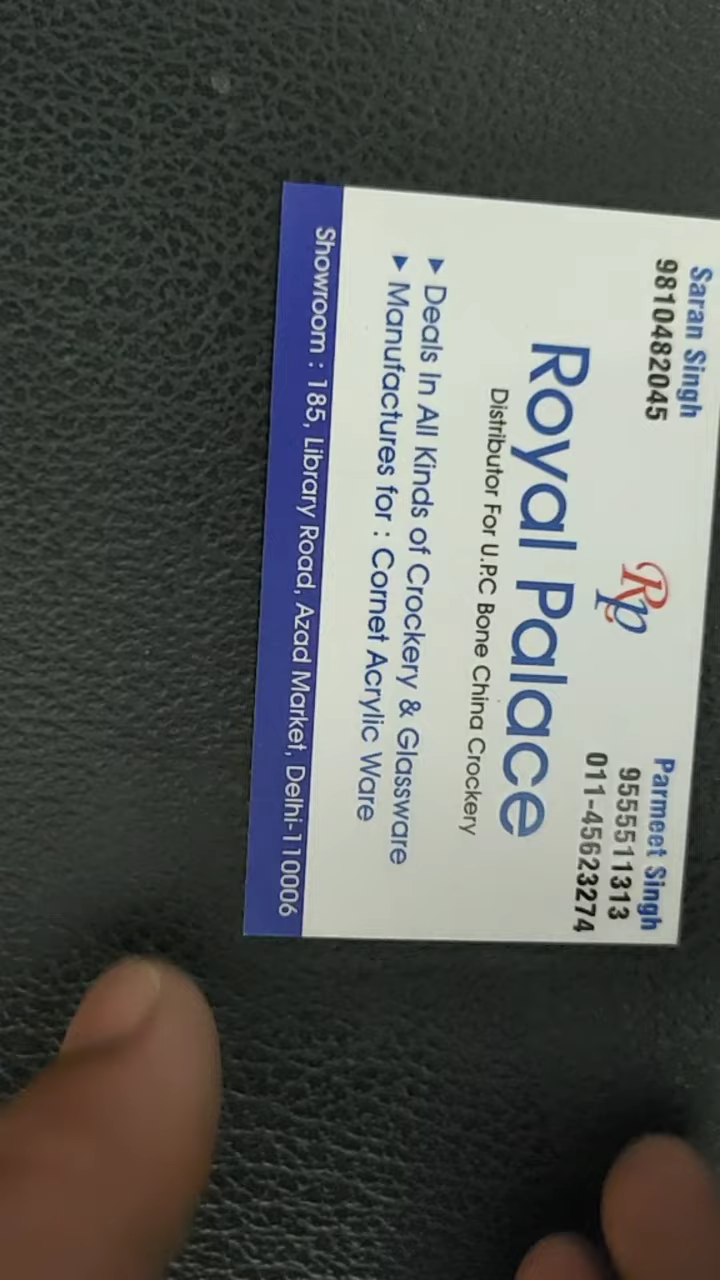 Saran Singh
9810482045
Rp
Parmeet Singh
9555511313
011-45623274
Royal Palace
Distributor For U.P.C Bone China Crockery
▶ Deals In All Kinds of Crockery & Glassware
▶ Manufactures for : Cornet Acrylic Ware
Showroom : 185, Library Road, Azad Market, Delhi-110006